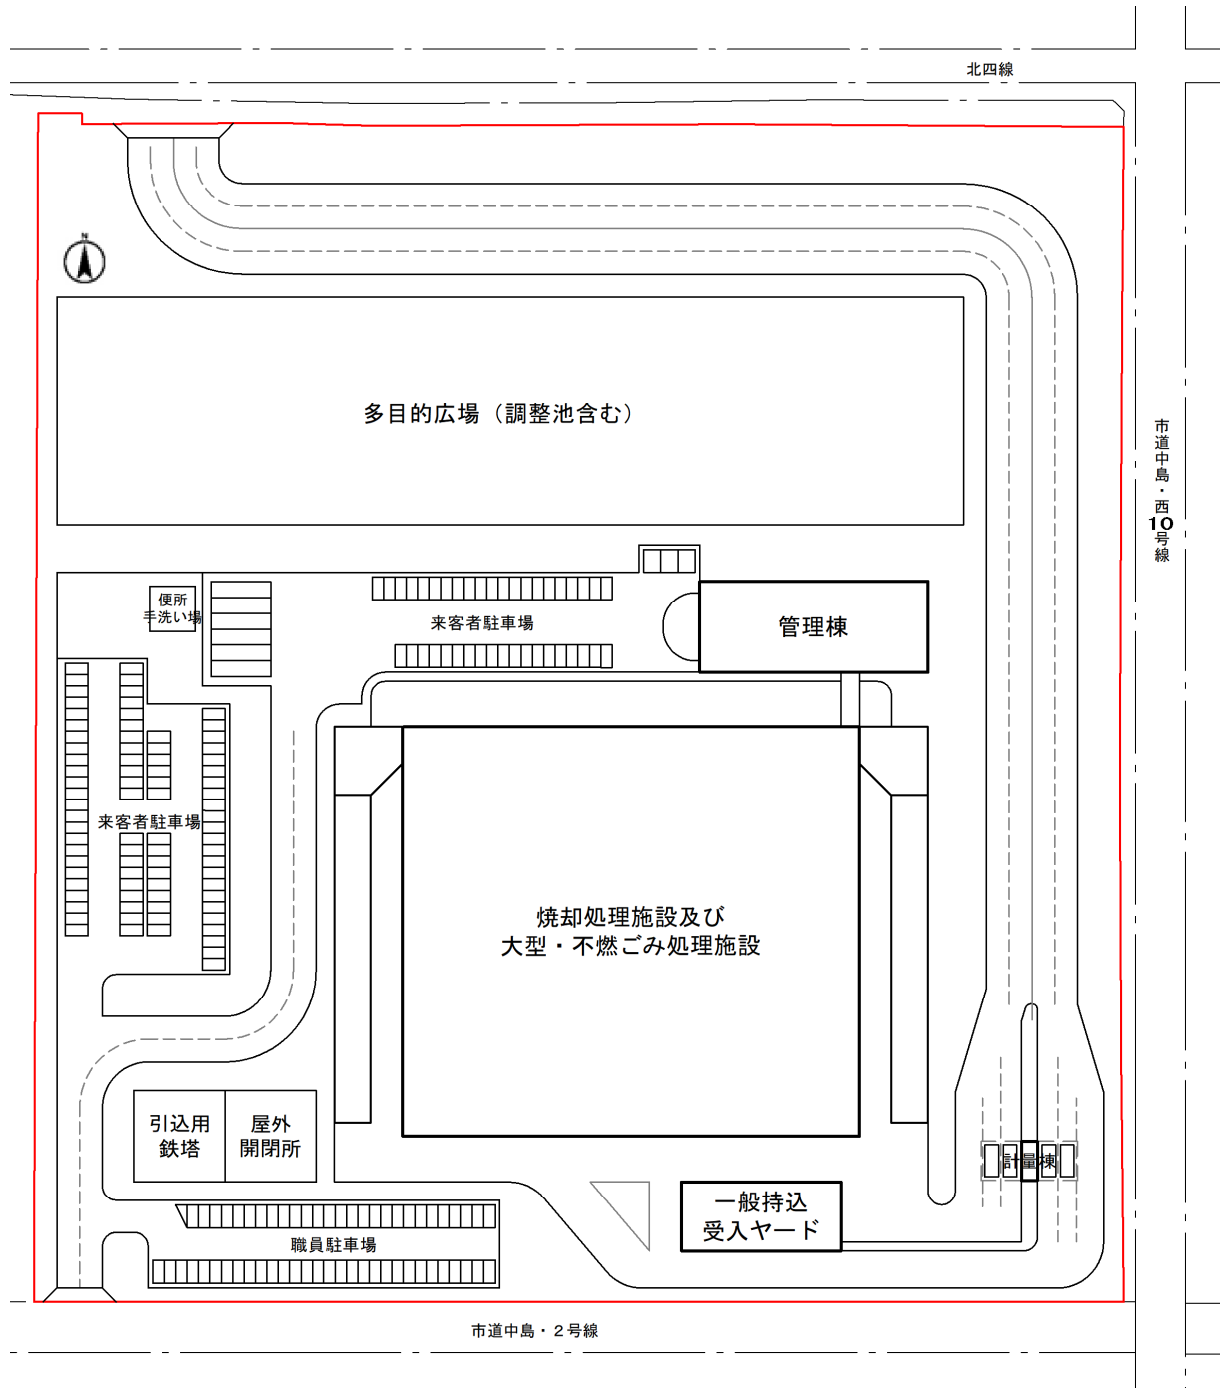 北四線
N
多目的広場（調整池含む）
市道中島・西10号線
便所
手洗い場
来客者駐車場
管理棟
来客者駐車場
焼却処理施設及び
大型・不燃ごみ処理施設
引込用
鉄塔
屋外
開閉所
計量棟
一般持込
受入ヤード
職員駐車場
市道中島・２号線